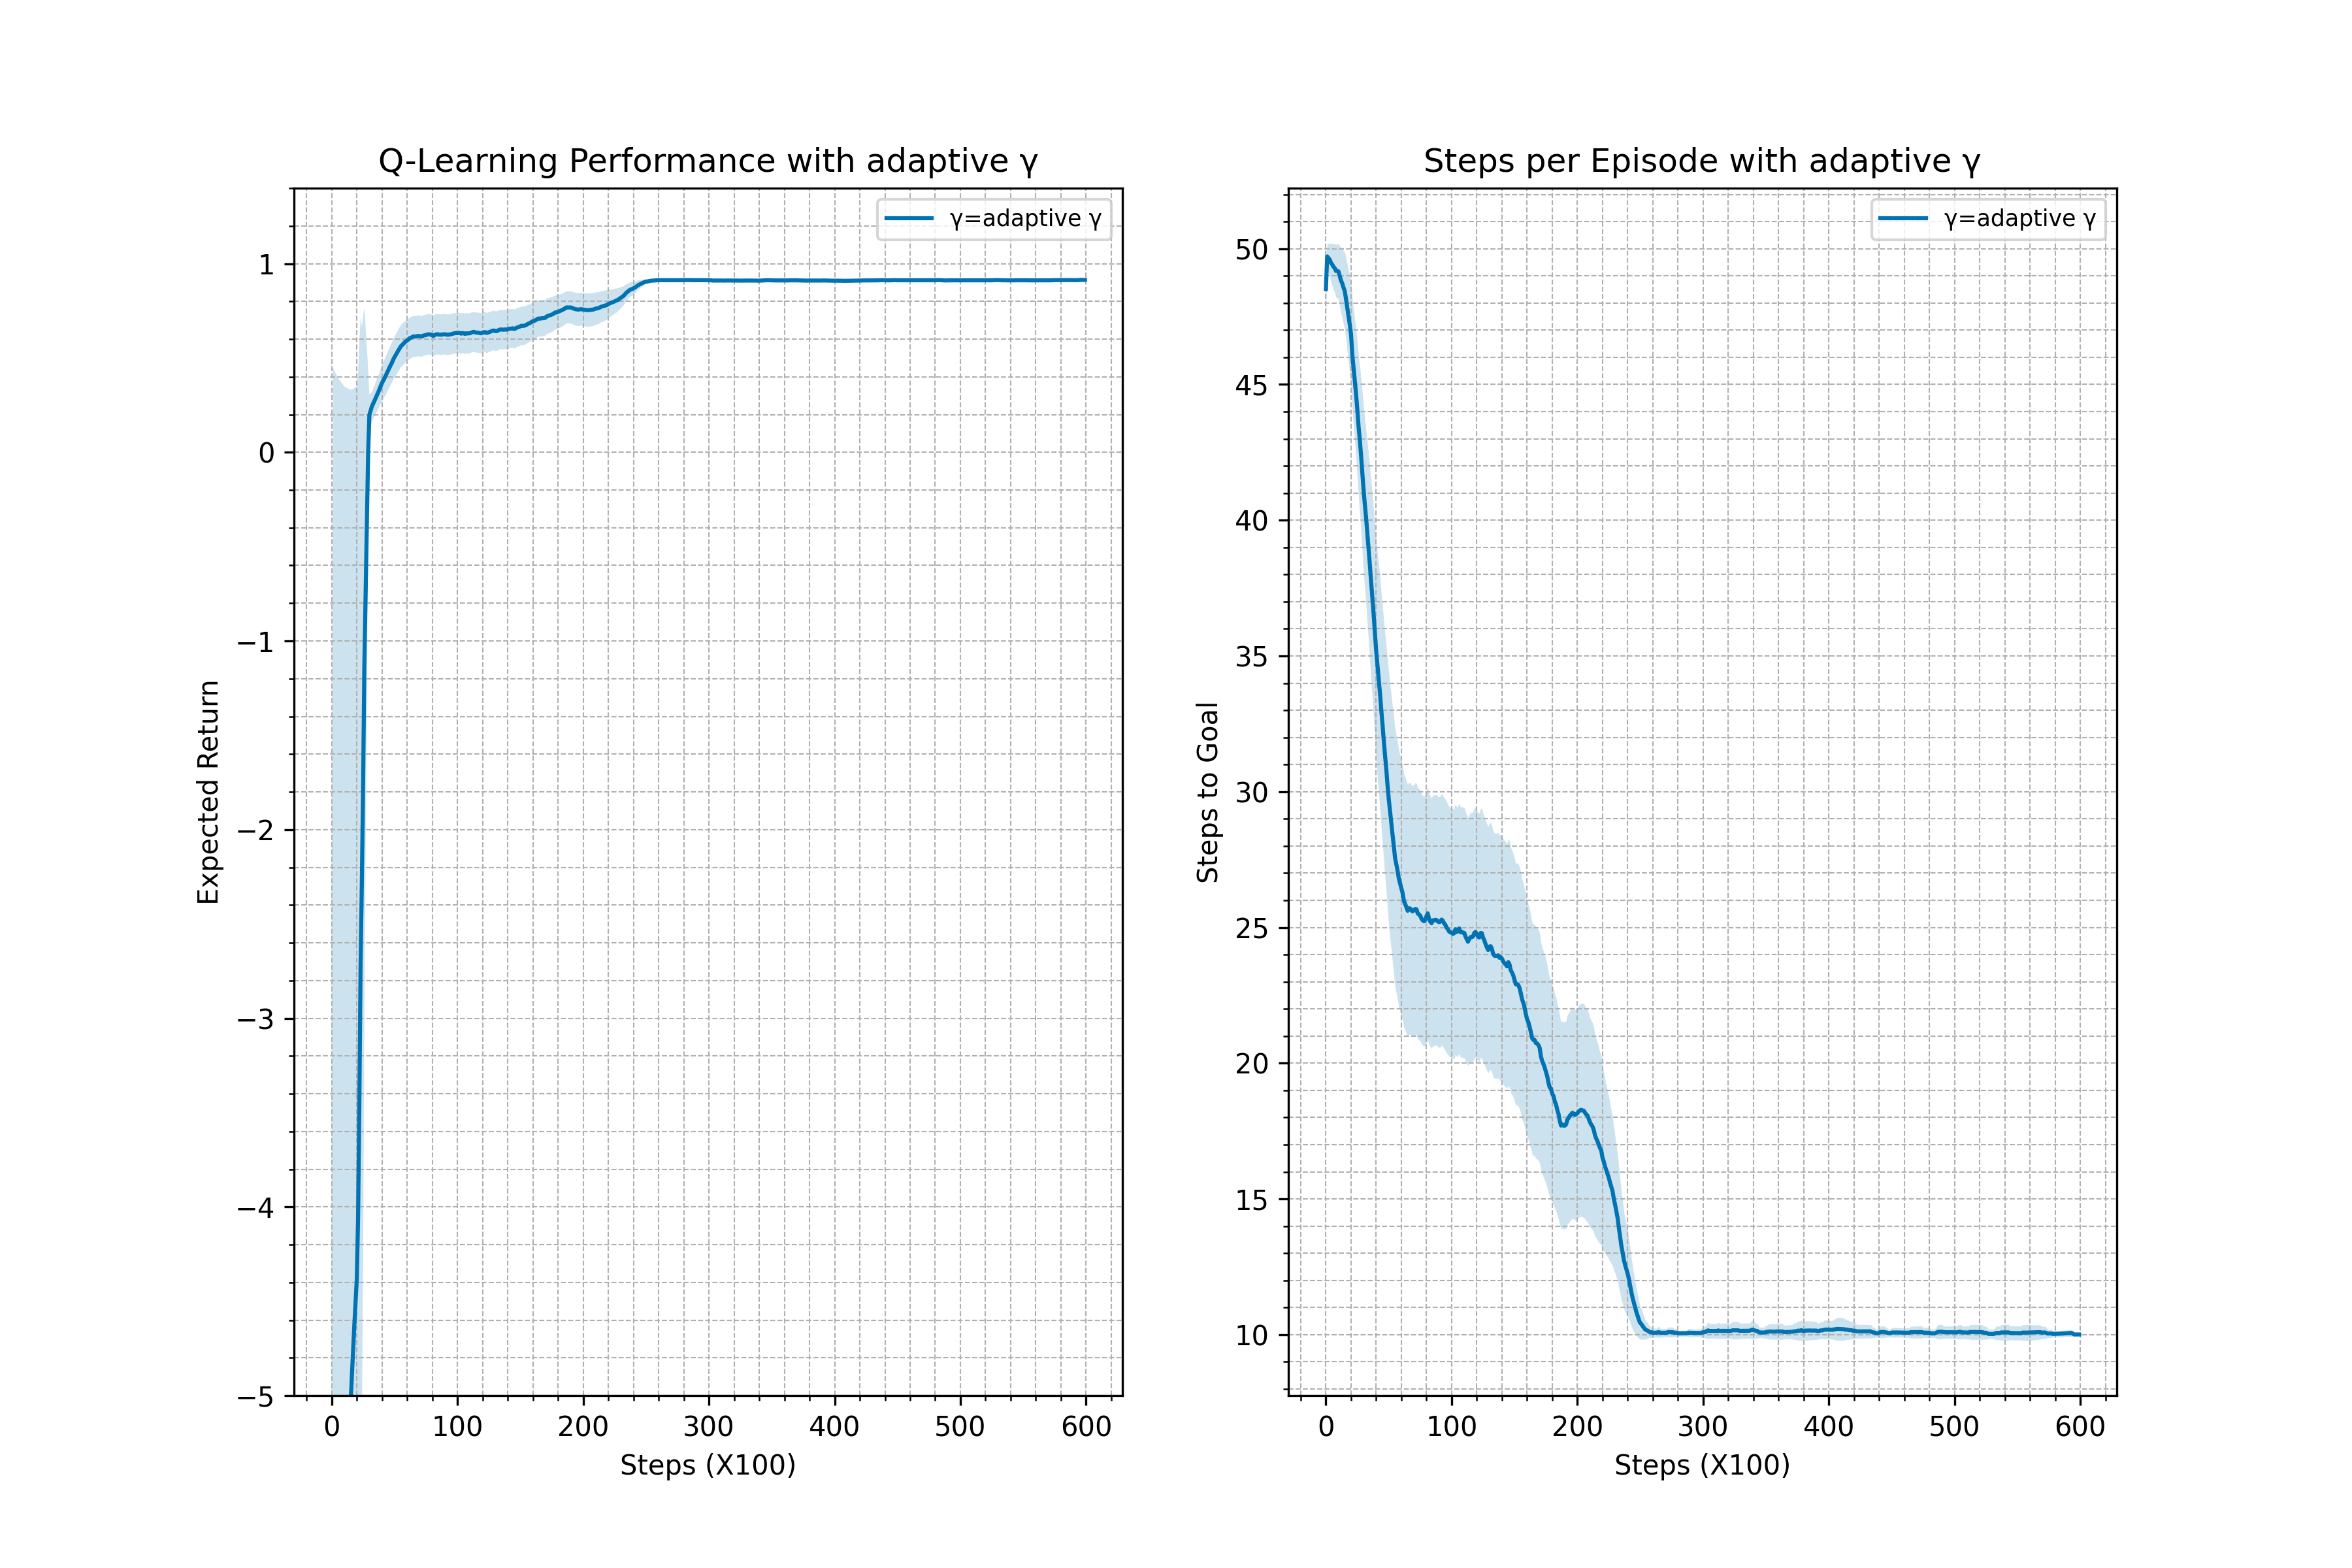 Q-Learning Performance with adaptive γ
γ=adaptive γ
Expected Return
1
0
−1
−2
−3
−4
−5
0 100 200 300 400 500 600
Steps (X100)
Steps per Episode with adaptive γ
γ=adaptive γ
Steps to Goal
50
45
40
35
30
25
20
15
10
0 100 200 300 400 500 600
Steps (X100)